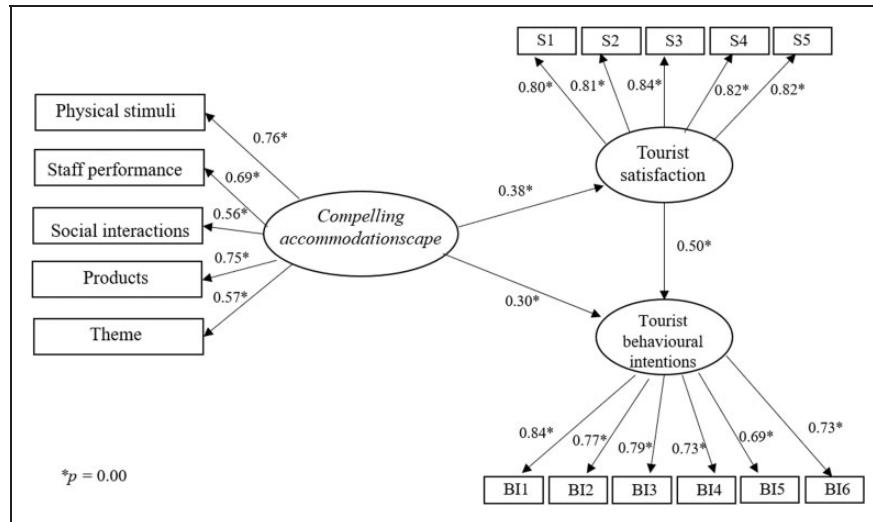 S1 S2 S3 S4 S5
0.80* 0.81* 0.84* 0.82* 0.82*
Physical stimuli
0.76*
Staff performance
0.69*
Social interactions
0.56*
Products
0.75*
Theme
0.57*
Compelling
accommodationscape
0.38*
Tourist
satisfaction
0.50*
0.30*
Tourist
behavioural
intentions
0.84* 0.77* 0.79* 0.73* 0.69* 0.73*
BI1 BI2 BI3 BI4 BI5 BI6
*p = 0.00